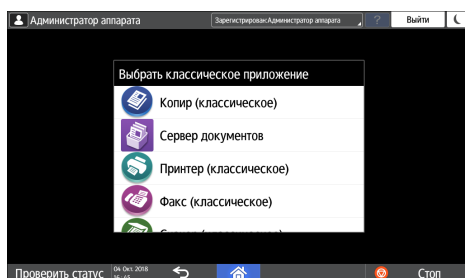 Администратор аппарата
Зарегистрирован:Администратор аппарата
?
Выйти
Выбрать классическое приложение
Копир (классическое)
Сервер документов
Принтер (классическое)
Факс (классическое)
Проверить статус
04 Окт. 2018
Стоп